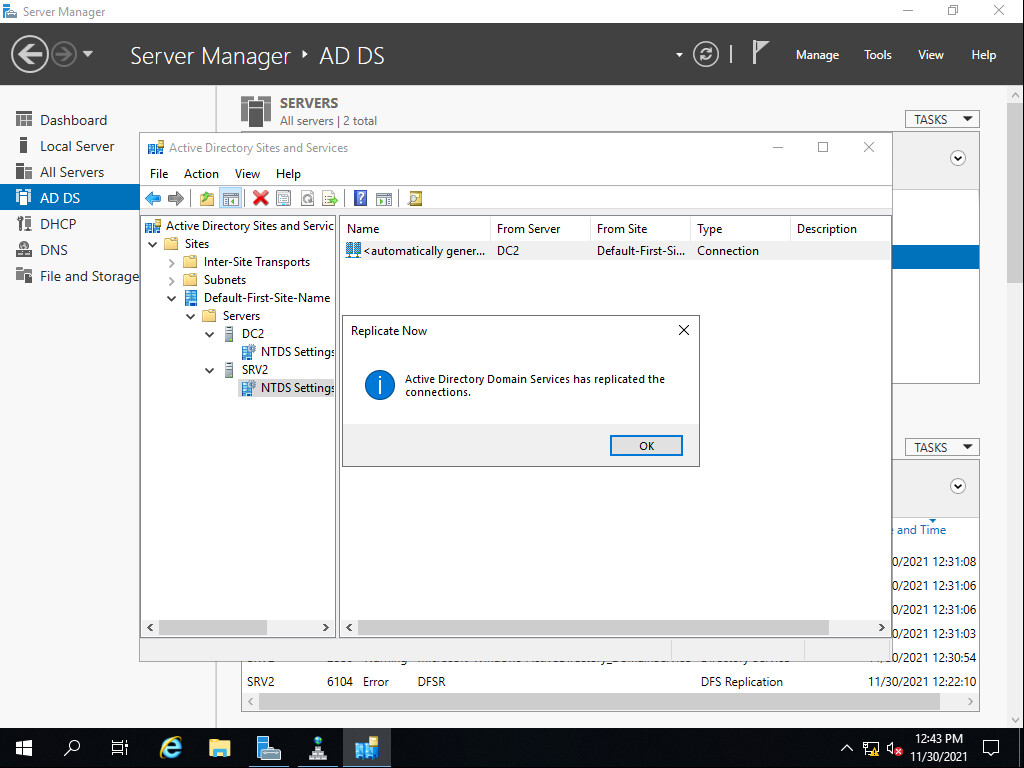 Server Manager
Server Manager ‣ AD DS
Manage Tools View Help
Dashboard
Local Server
All Servers
AD DS
DHCP
DNS
File and Storage
SERVERS
All servers | 2 total
TASKS
Active Directory Sites and Services
File Action View Help
Active Directory Sites and Servic
Sites
Inter-Site Transports
Subnets
Default-First-Site-Name
Servers
DC2
NTDS Settings
SRV2
NTDS Settings
Name From Server From Site Type Description
<automatically gener... DC2 Default-First-Si... Connection
Replicate Now
Active Directory Domain Services has replicated the
connections.
OK
TASKS
and Time
0/2021 12:31:08
0/2021 12:31:06
0/2021 12:31:06
0/2021 12:31:03
/30/2021 12:30:54
SRV2 6104 Error DFSR DFS Replication 11/30/2021 12:22:10
12:43 PM
11/30/2021